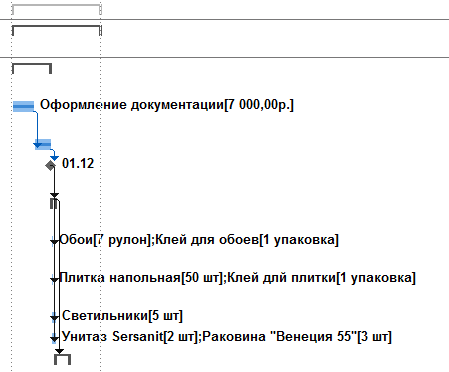 Оформление документации[7 000,00р.]
01.12
Обои[7 рулон];Клей для обоев[1 упаковка]
Плитка напольная[50 шт];Клей длй плитки[1 упаковка]
Светильники[5 шт]
Унитаз Sersanit[2 шт];Раковина "Венеция 55"[3 шт]